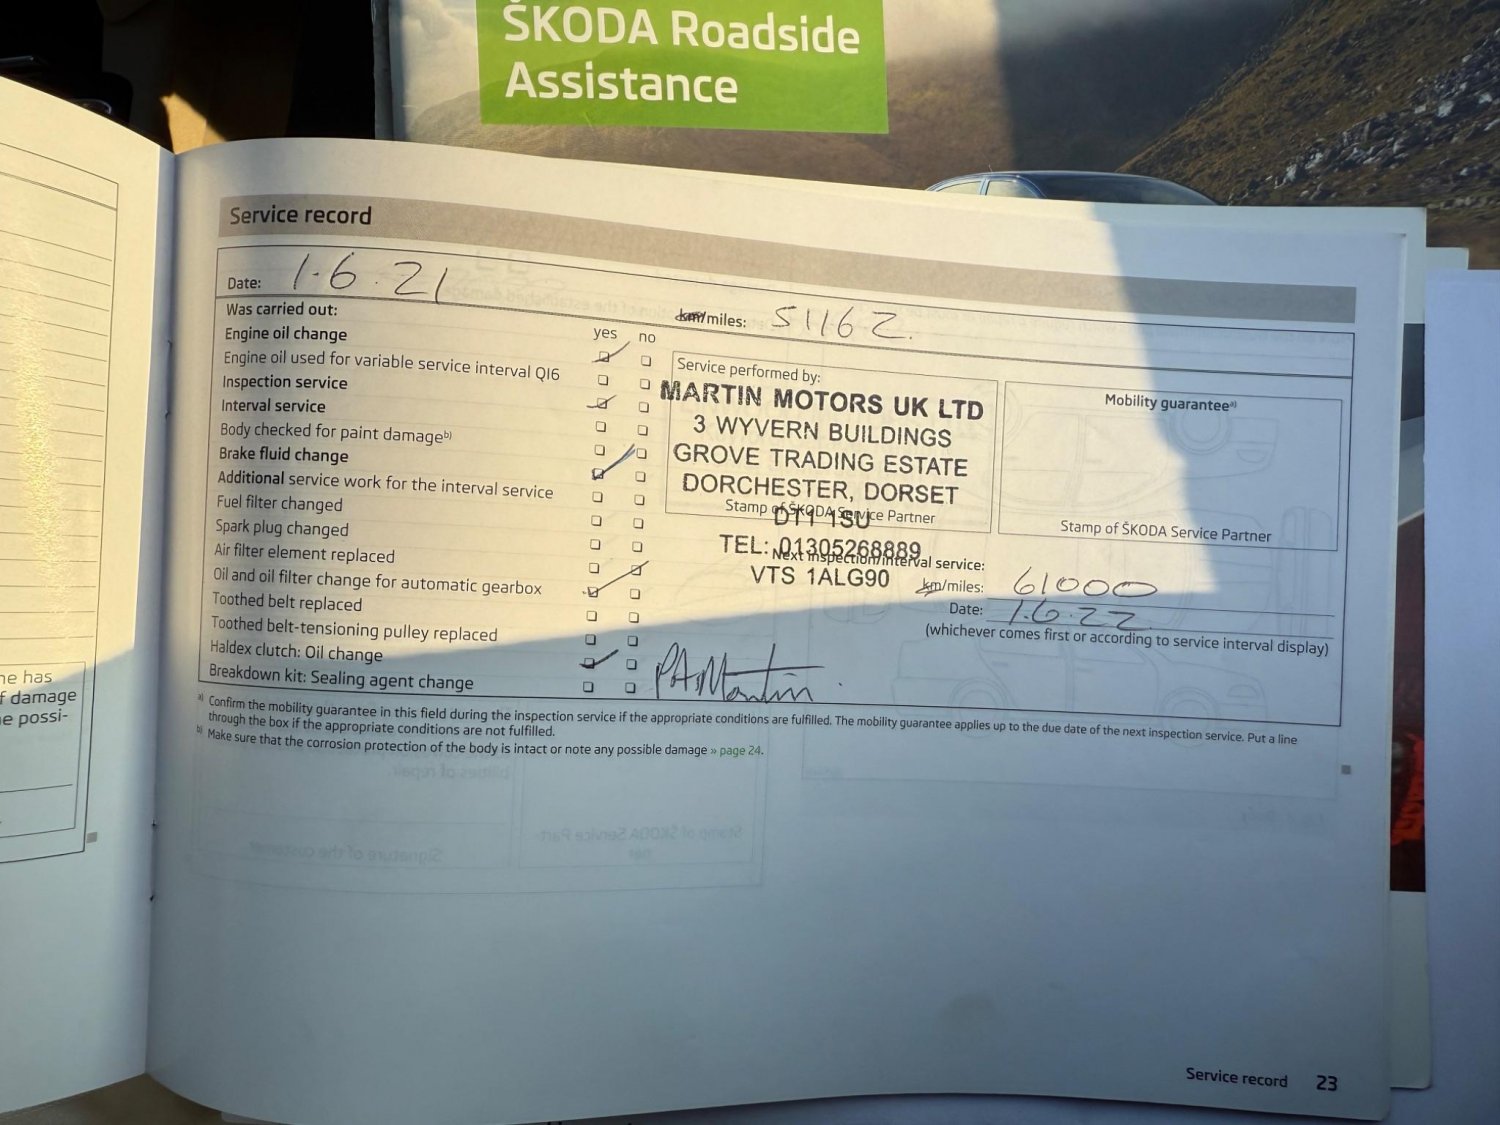 ŠKODA Roadside
Assistance
Service record
Date: 1.6.21
km/miles: 51162.
Was carried out:
yes no
Engine oil change
Engine oil used for variable service interval QI6
Inspection service
Interval service
Body checked for paint damage b)
Brake fluid change
Additional service work for the interval service
Fuel filter changed
Spark plug changed
Air filter element replaced
Oil and oil filter change for automatic gearbox
Toothed belt replaced
Toothed belt-tensioning pulley replaced
Haldex clutch: Oil change
Breakdown kit: Sealing agent change
Service performed by:
MARTIN MOTORS UK LTD
3 WYVERN BUILDINGS
GROVE TRADING ESTATE
DORCHESTER, DORSET
Stamp of ŠKODA Service Partner
DT1 1SU
TEL: 01305268889
VTS 1ALG90
Mobility guarantee a)
Stamp of ŠKODA Service Partner
Next inspection/interval service:
km/miles: 61000
Date: 1.6.22
(whichever comes first or according to service interval display)
PA Martin
a) Confirm the mobility guarantee in this field during the inspection service if the appropriate conditions are fulfilled. The mobility guarantee applies up to the due date of the next inspection service. Put a line
through the box if the appropriate conditions are not fulfilled.
b) Make sure that the corrosion protection of the body is intact or note any possible damage » page 24.
Service record 23
ne has
f damage
e possi-